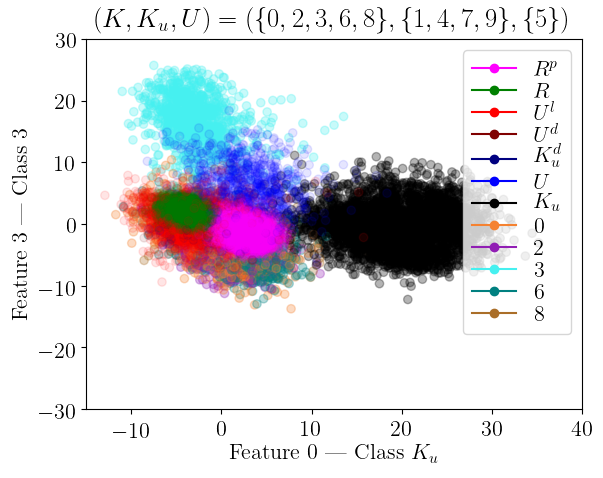 (K, K_u, U) = ({0, 2, 3, 6, 8}, {1, 4, 7, 9}, {5})
30
20
10
0
−10
−20
−30
Feature 3 — Class 3
R^p
R
U^l
U^d
K_u^d
U
K_u
0
2
3
6
8
−10 0 10 20 30 40
Feature 0 — Class K_u